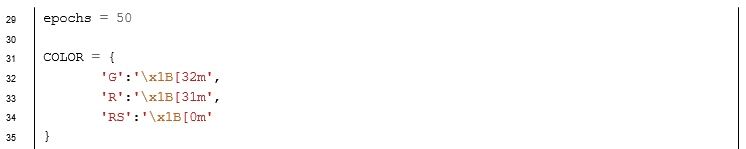 29 epochs = 50
30
31 COLOR = {
32 'G':'\x1B[32m',
33 'R':'\x1B[31m',
34 'RS':'\x1B[0m'
35 }